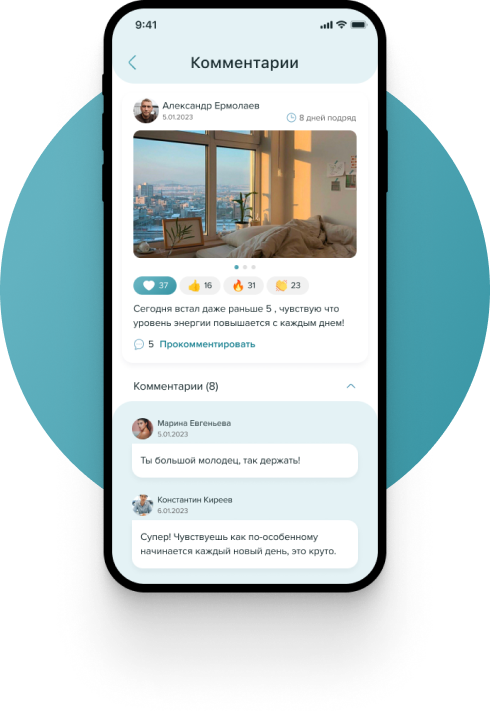 9:41
Комментарии
Александр Ермолаев
5.01.2023
8 дней подряд
37
16
31
23
Сегодня встал даже раньше 5 , чувствую что
уровень энергии повышается с каждым днем!
5 Прокомментировать
Комментарии (8)
Марина Евгеньева
5.01.2023
Ты большой молодец, так держать!
Константин Киреев
6.01.2023
Супер! Чувствуешь как по-особенному
начинается каждый новый день, это круто.